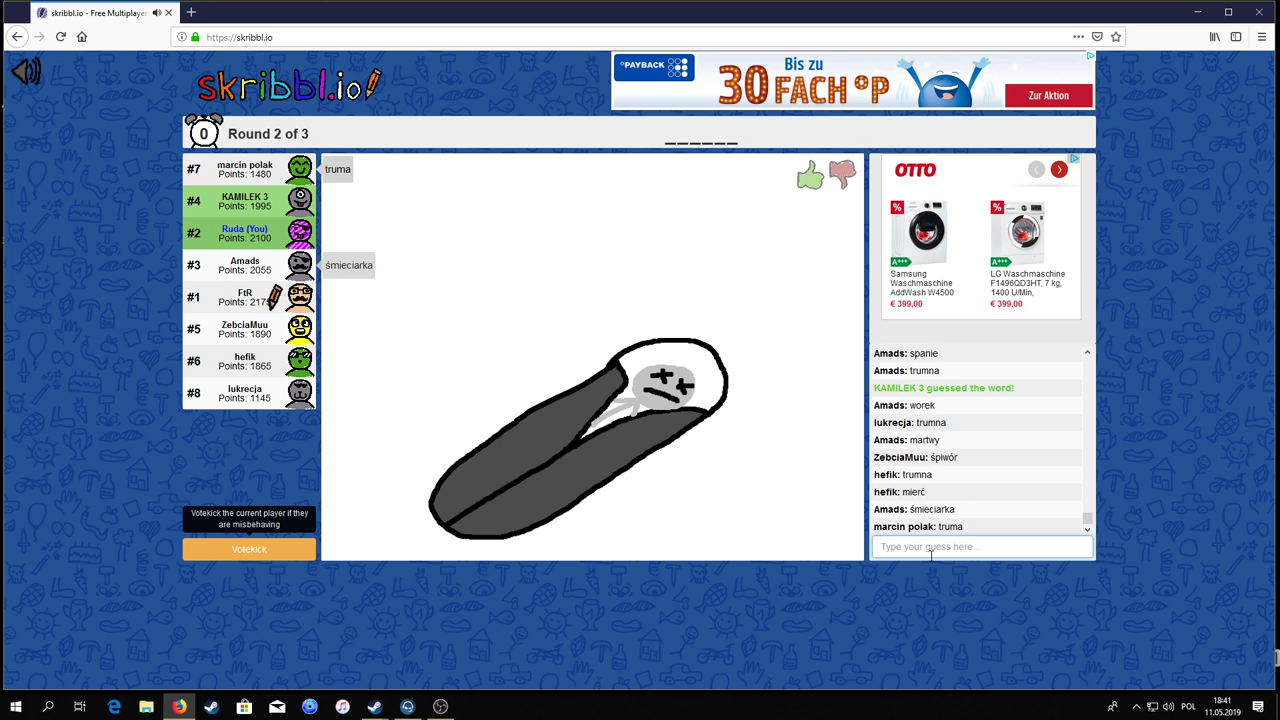 skribbl.io - Free Multiplaye
https://skribbl.io
skribbl.io!
°PAYBACK
Bis zu
30 FACH °P
Zur Aktion
0
Round 2 of 3
______
#7
marcin polak
Points: 1480
truma
#4
KAMILEK 3
Points: 1995
#2
Ruda (You)
Points: 2100
#3
Amads
Points: 2055
śmieciarka
#1
FtR
Points: 2175
#5
ZebciaMuu
Points: 1890
#6
hefik
Points: 1865
#8
lukrecja
Points: 1145
Votekick the current player if they
are misbehaving
Votekick
OTTO
%
A+++
Samsung
Waschmaschine
AddWash WW4500
€ 399,00
%
A+++
LG Waschmaschine
F1496QD3HT, 7 kg,
1400 U/Min,
€ 399,00
Amads: spanie
Amads: trumna
KAMILEK 3 guessed the word!
Amads: worek
lukrecja: trumna
Amads: martwy
ZebciaMuu: śpiwór
hefik: trumna
hefik: mierć
Amads: śmieciarka
marcin polak: truma
Type your guess here...
POL
18:41
11.05.2019